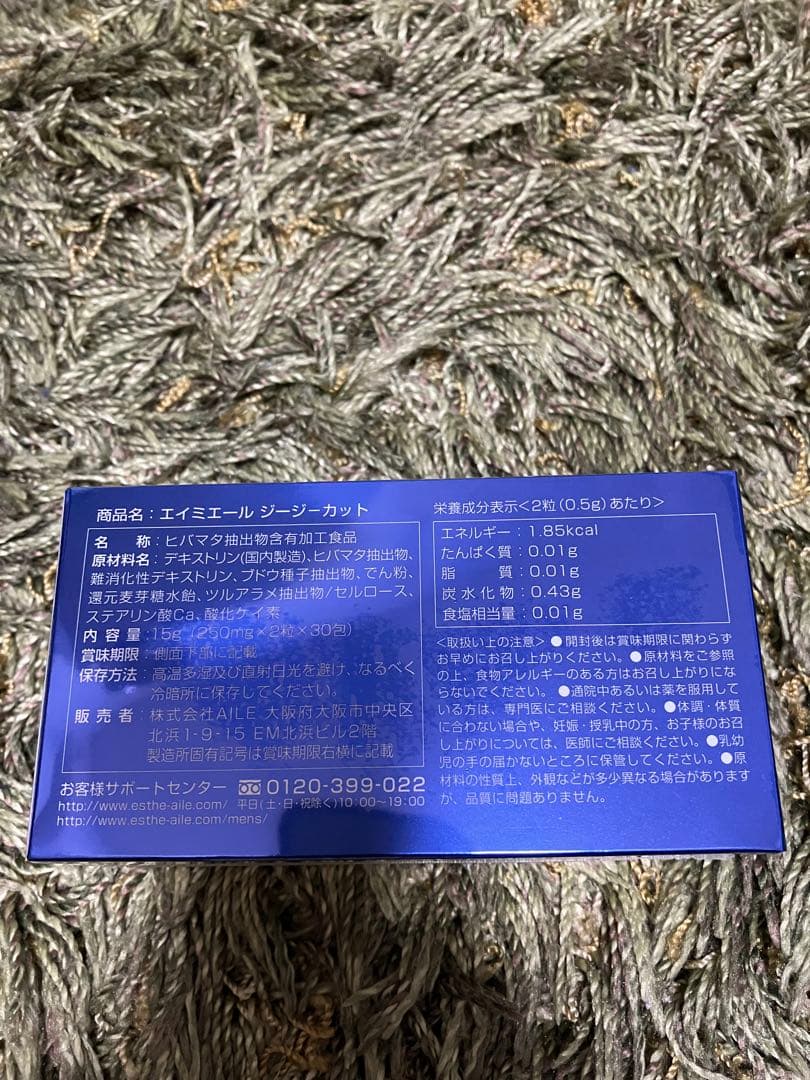 商品名：エイミエール ジージーカット
名　　称：ヒバマタ抽出物含有加工食品
原材料名：デキストリン(国内製造)、ヒバマタ抽出物、
難消化性デキストリン、ブドウ種子抽出物、でん粉、
還元麦芽糖水飴、ツルアラメ抽出物/セルロース、
ステアリン酸Ca、酸化ケイ素
内 容 量：15g（250mg×2粒×30包）
賞味期限：側面下部に記載
保存方法：高温多湿及び直射日光を避け、なるべく
冷暗所に保存してください。
販 売 者：株式会社AILE 大阪府大阪市中央区
北浜1-9-15 EM北浜ビル2階
製造所固有記号は賞味期限右横に記載
お客様サポートセンター 0120-399-022
http://www.esthe-aile.com/ 平日(土・日・祝除く)10:00～19:00
http://www.esthe-aile.com/mens/
栄養成分表示<2粒(0.5g)あたり>
エネルギー：1.85kcal
たんぱく質：0.01g
脂　　質：0.01g
炭水化物：0.43g
食塩相当量：0.01g
<取扱い上の注意> ●開封後は賞味期限に関わらず
お早めにお召し上がりください。●原材料をご参照
の上、食物アレルギーのある方はお召し上がりにな
らないでください。●通院中あるいは薬を服用して
いる方は、専門医にご相談ください。●体調・体質
に合わない場合や、妊娠・授乳中の方、お子様のお召
し上がりについては、医師にご相談ください。●乳幼
児の手の届かないところに保管してください。●原
材料の性質上、外観などが多少異なる場合があります
が、品質に問題ありません。